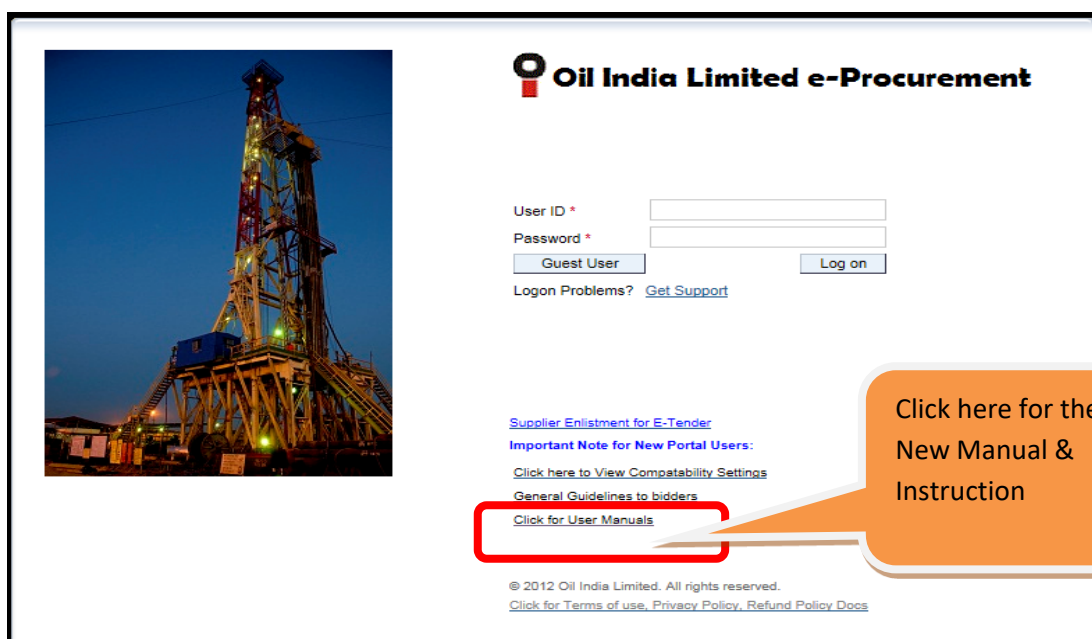 Oil India Limited e-Procurement
User ID *
Password *
Guest User
Log on
Logon Problems? Get Support
Supplier Enlistment for E-Tender
Important Note for New Portal Users:
Click here to View Compatability Settings
General Guidelines to bidders
Click for User Manuals
Click here for the
New Manual &
Instruction
© 2012 Oil India Limited. All rights reserved.
Click for Terms of use, Privacy Policy, Refund Policy Docs